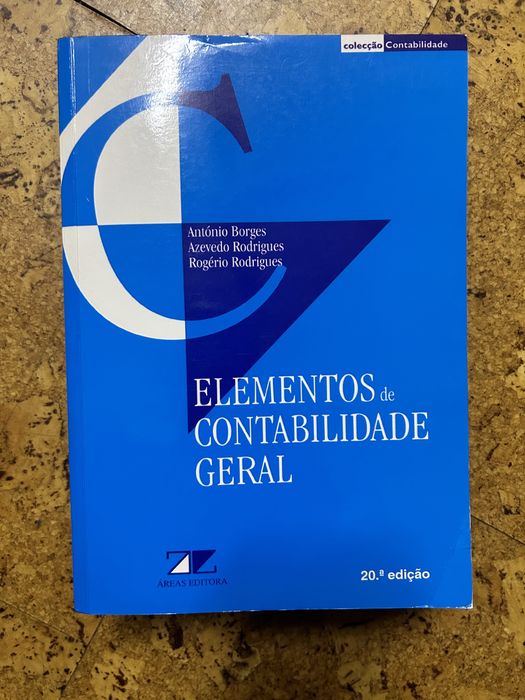 colecção Contabilidade
António Borges
Azevedo Rodrigues
Rogério Rodrigues
ELEMENTOS de
CONTABILIDADE
GERAL
ÁREAS EDITORA
20.ª edição